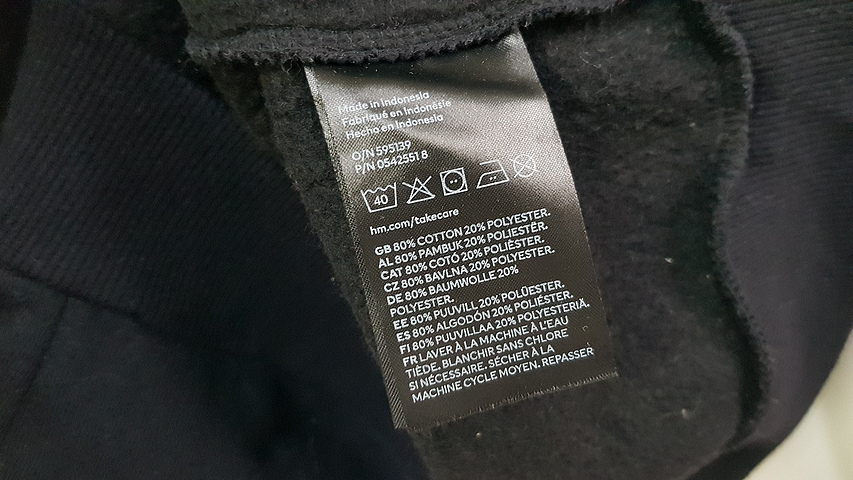 Made in Indonesia
Fabriqué en Indonésie
Hecho en Indonesia
O/N 595139
P/N 0542551 8
40
hm.com/takecare
GB 80% COTTON 20% POLYESTER.
AL 80% PAMBUK 20% POLIESTËR.
CAT 80% COTÓ 20% POLIÈSTER.
CZ 80% BAVLNA 20% POLYESTER.
DE 80% BAUMWOLLE 20%
POLYESTER.
EE 80% PUUVILL 20% POLÜESTER.
ES 80% ALGODÓN 20% POLIÉSTER.
FI 80% PUUVILLAA 20% POLYESTERIÄ.
FR LAVER À LA MACHINE À L'EAU
TIÈDE. BLANCHIR SANS CHLORE
SI NÉCESSAIRE. SÉCHER À LA
MACHINE CYCLE MOYEN. REPASSER